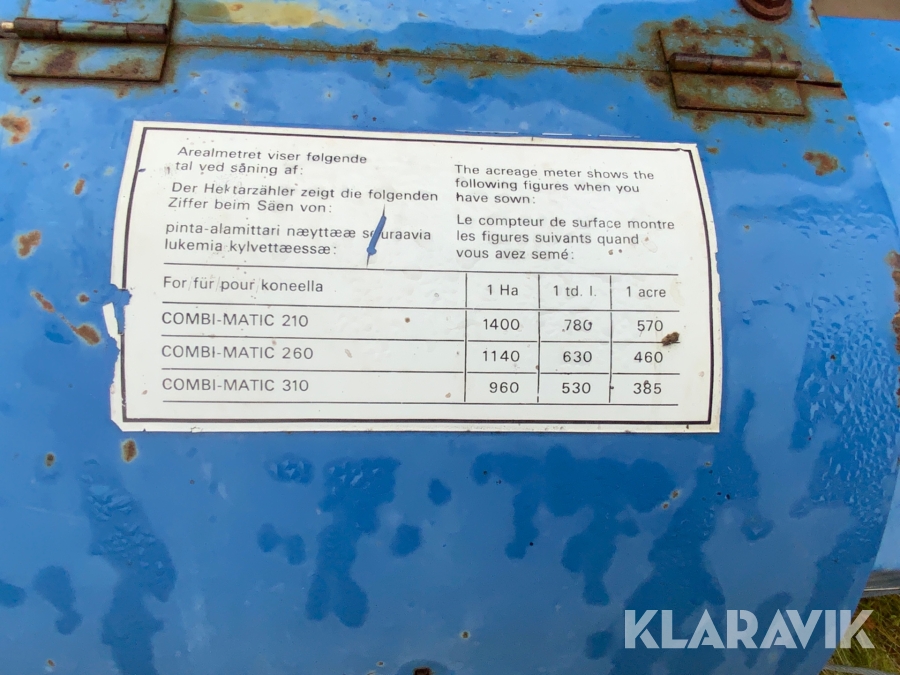 Arealmetret viser følgende
tal ved såning af:
Der Hektarzähler zeigt die folgenden
Ziffer beim Säen von:
pinta-alamittari næyttææ seuraavia
lukemia kylvettæessæ:
The acreage meter shows the
following figures when you
have sown:
Le compteur de surface montre
les figures suivants quand
vous avez semé:
For für pour koneella 1 Ha 1 td. l. 1 acre
COMBI-MATIC 210 1400 780 570
COMBI-MATIC 260 1140 630 460
COMBI-MATIC 310 960 530 385
KLARAVIK